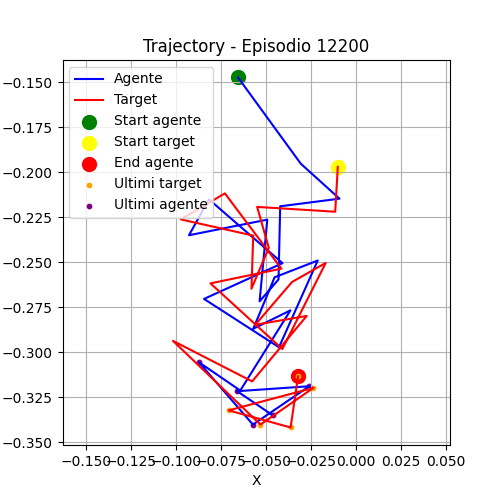 Trajectory - Episodio 12200
Agente
Target
Start agente
Start target
End agente
Ultimi target
Ultimi agente
−0.150
−0.175
−0.200
−0.225
−0.250
−0.275
−0.300
−0.325
−0.350
−0.150 −0.125 −0.100 −0.075 −0.050 −0.025 0.000 0.025 0.050
X